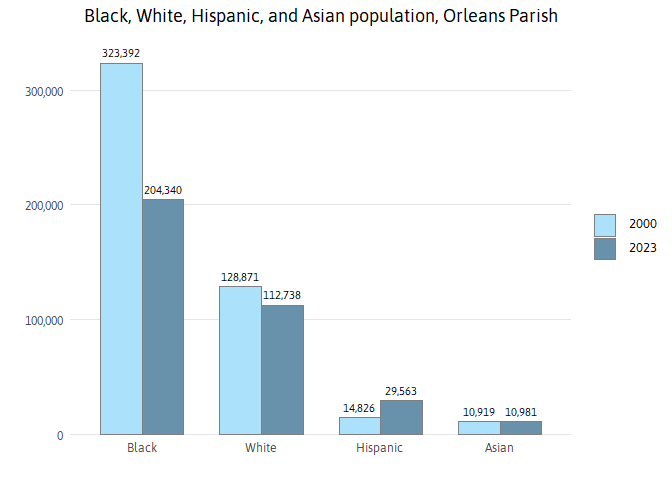 Black, White, Hispanic, and Asian population, Orleans Parish
323,392
300,000
204,340
200,000
2000
2023
128,871
112,738
100,000
29,563
14,826
10,919
10,981
0
Black
White
Hispanic
Asian